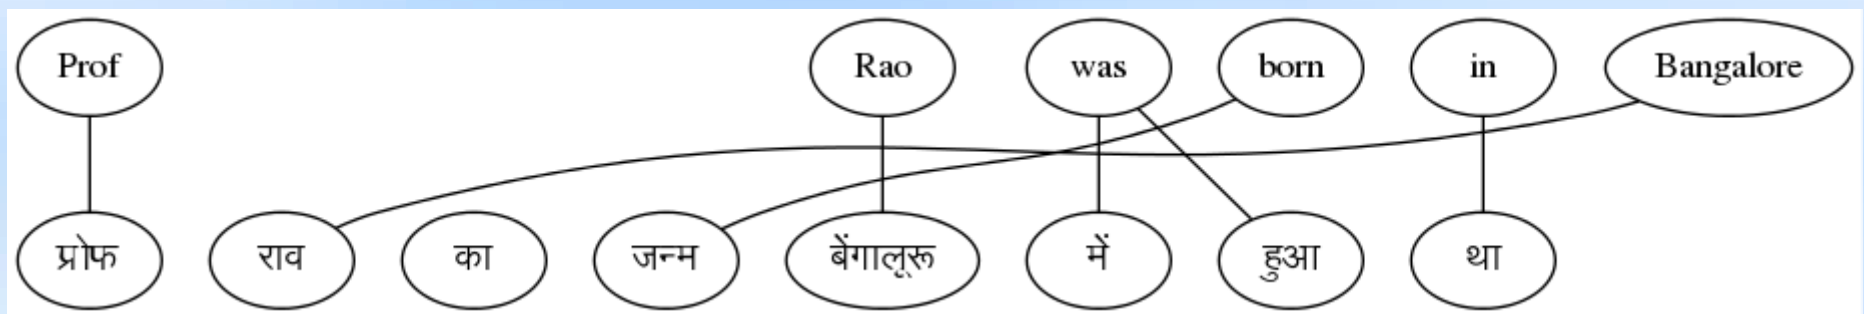 Prof Rao was born in Bangalore
प्रोफ राव का जन्म बेंगालूरू में हुआ था